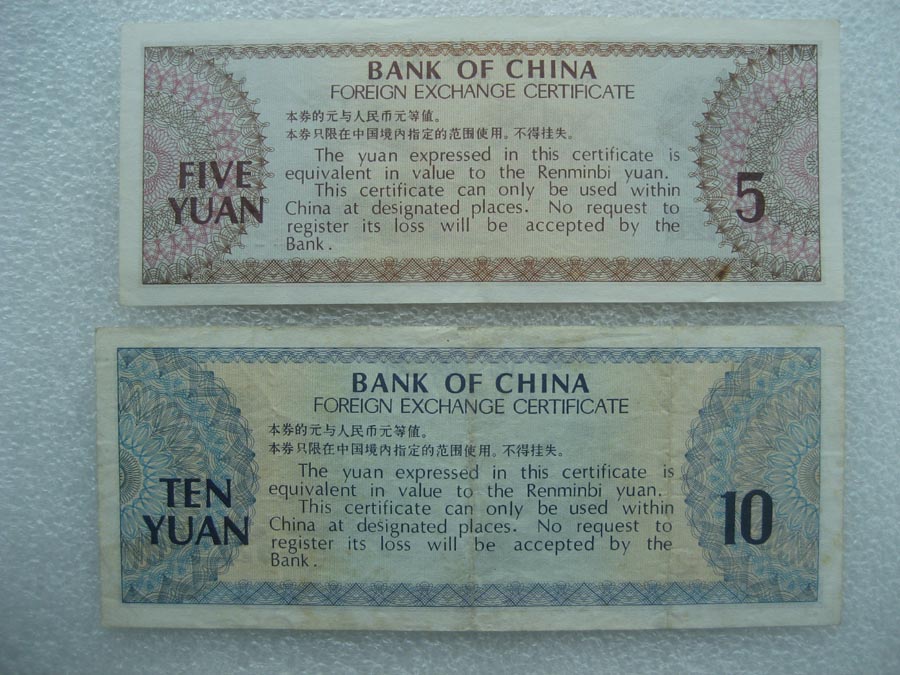 BANK OF CHINA
FOREIGN EXCHANGE CERTIFICATE
本券的元与人民币元等值。
本券只限在中国境内指定的范围使用。不得挂失。
The yuan expressed in this certificate is
equivalent in value to the Renminbi yuan.
This certificate can only be used within
China at designated places. No request to
register its loss will be accepted by the
Bank.
FIVE
YUAN
5
BANK OF CHINA
FOREIGN EXCHANGE CERTIFICATE
本券的元与人民币元等值。
本券只限在中国境内指定的范围使用。不得挂失。
The yuan expressed in this certificate is
equivalent in value to the Renminbi yuan.
This certificate can only be used within
China at designated places. No request to
register its loss will be accepted by the
Bank.
TEN
YUAN
10